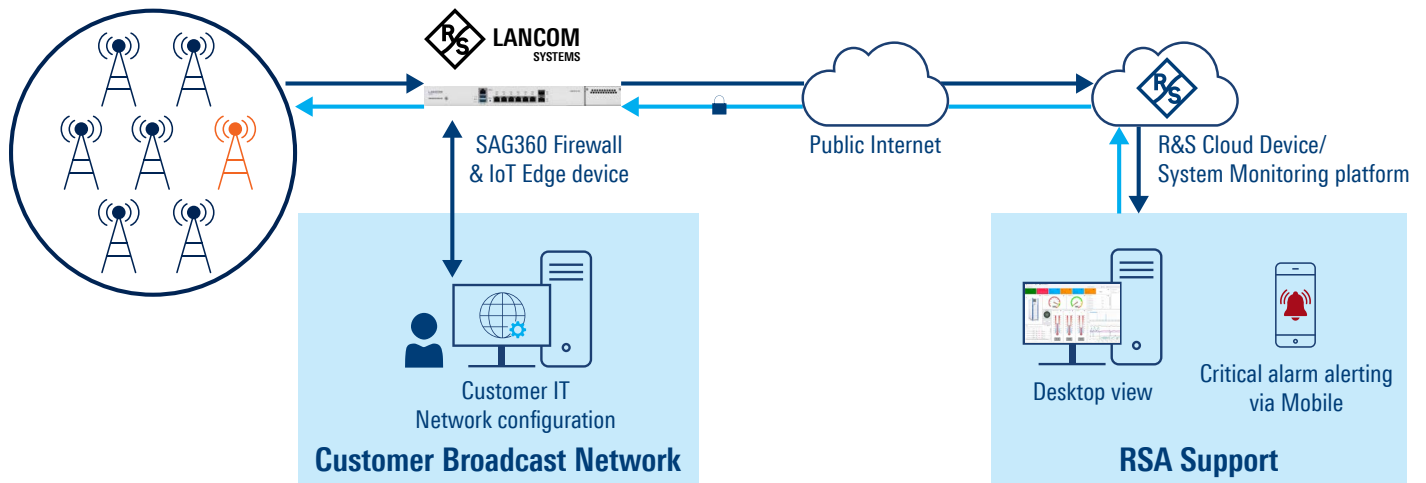 R&S
LANCOM
SYSTEMS
SAG360 Firewall
& IoT Edge device
Public Internet
R&S
R&S Cloud Device/
System Monitoring platform
Customer IT
Network configuration
Customer Broadcast Network
Desktop view
Critical alarm alerting
via Mobile
RSA Support